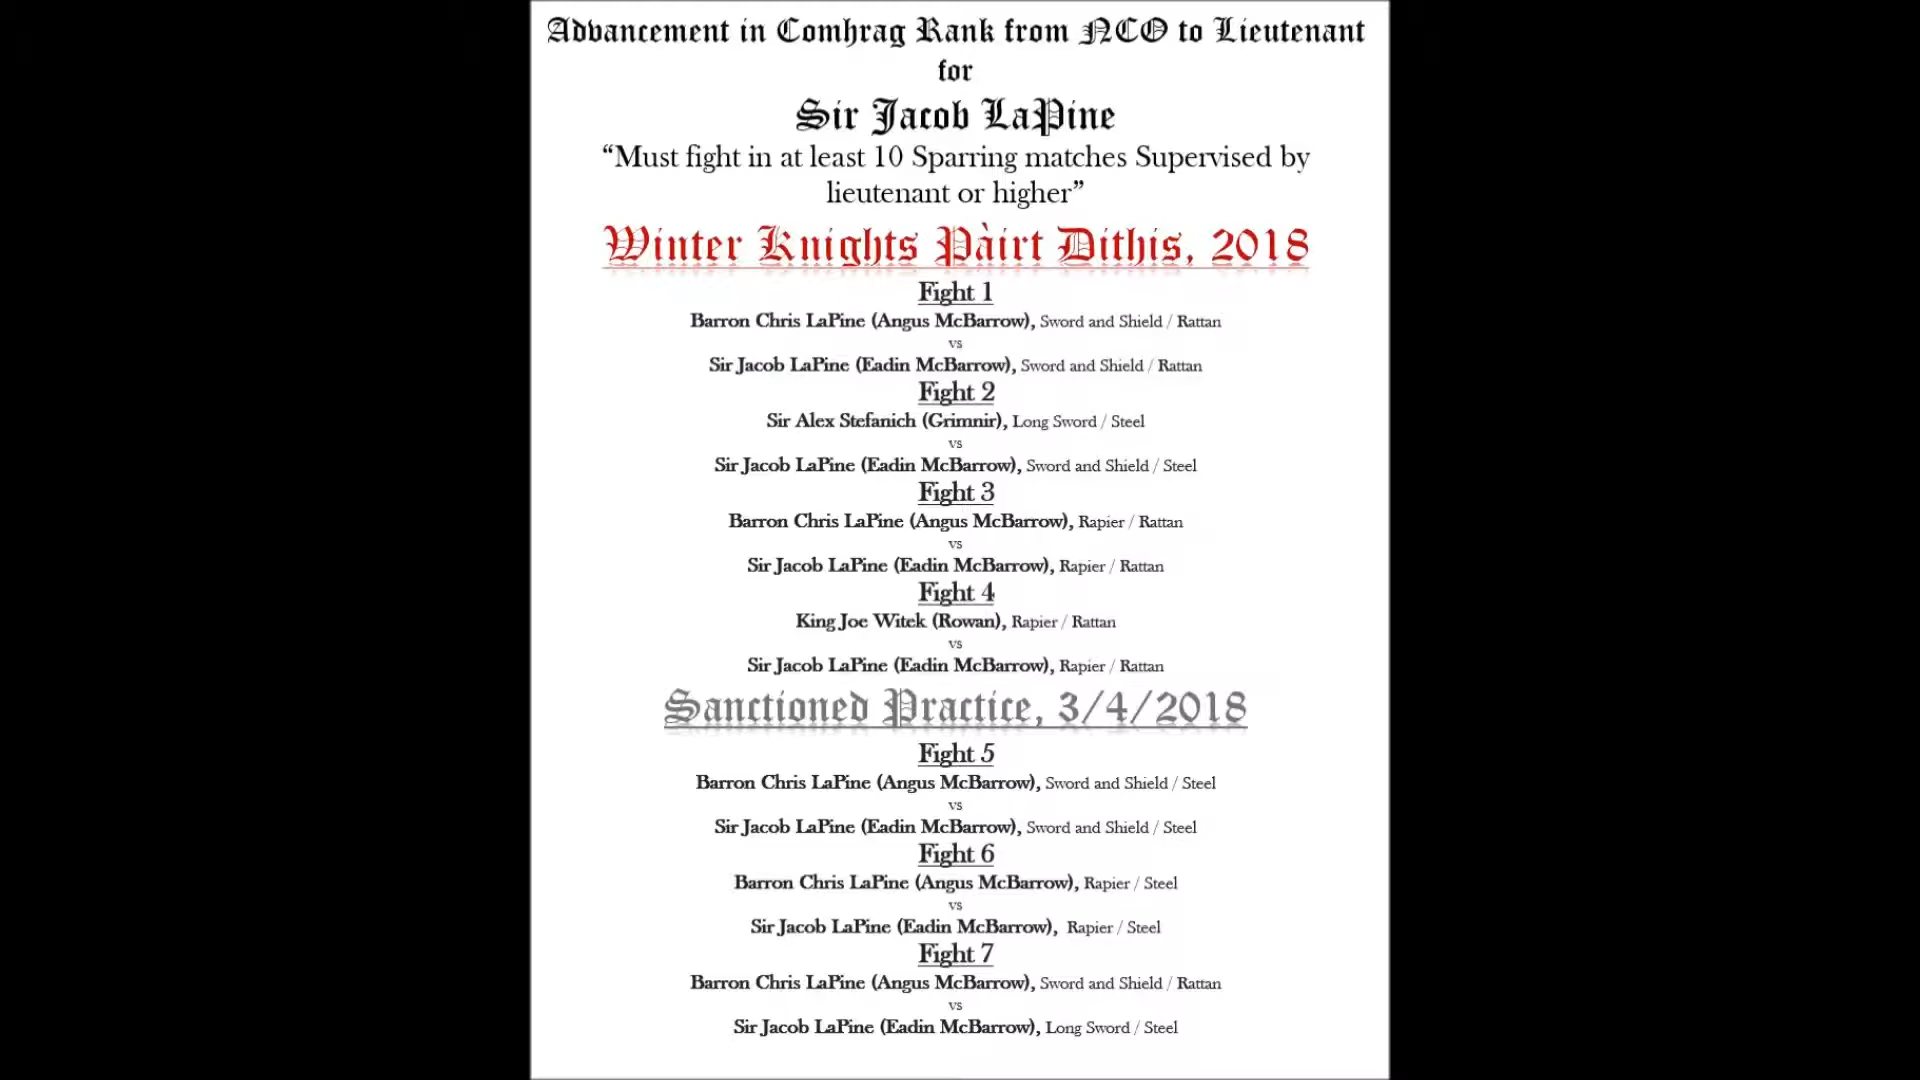 Advancement in Comhrag Rank from NCO to Lieutenant
for
Sir Jacob LaPine
“Must fight in at least 10 Sparring matches Supervised by
lieutenant or higher”
Winter Knights Pàirt Dithis, 2018
Fight 1
Barron Chris LaPine (Angus McBarrow), Sword and Shield / Rattan
vs
Sir Jacob LaPine (Eadin McBarrow), Sword and Shield / Rattan
Fight 2
Sir Alex Stefanich (Grimnir), Long Sword / Steel
vs
Sir Jacob LaPine (Eadin McBarrow), Sword and Shield / Steel
Fight 3
Barron Chris LaPine (Angus McBarrow), Rapier / Rattan
vs
Sir Jacob LaPine (Eadin McBarrow), Rapier / Rattan
Fight 4
King Joe Witek (Rowan), Rapier / Rattan
vs
Sir Jacob LaPine (Eadin McBarrow), Rapier / Rattan
Sanctioned Practice, 3/4/2018
Fight 5
Barron Chris LaPine (Angus McBarrow), Sword and Shield / Steel
vs
Sir Jacob LaPine (Eadin McBarrow), Sword and Shield / Steel
Fight 6
Barron Chris LaPine (Angus McBarrow), Rapier / Steel
vs
Sir Jacob LaPine (Eadin McBarrow), Rapier / Steel
Fight 7
Barron Chris LaPine (Angus McBarrow), Sword and Shield / Rattan
vs
Sir Jacob LaPine (Eadin McBarrow), Long Sword / Steel